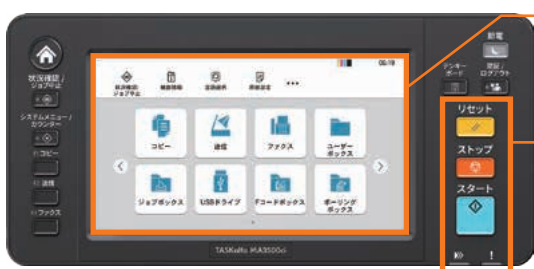 状況確認 /
ジョブ中止
システムメニュー /
カウンター
コピー
送信
ファクス
09:19
状況確認
ジョブ中止
機器情報
言語選択
コピー
送信
ファクス
ユーザー
ボックス
ジョブボックス
USBドライブ
Fコードボックス
ポーリング
ボックス
TASKalfa MA3500ci
節電
テンキー
ボード
認証 /
ログアウト
リセット
ストップ
スタート